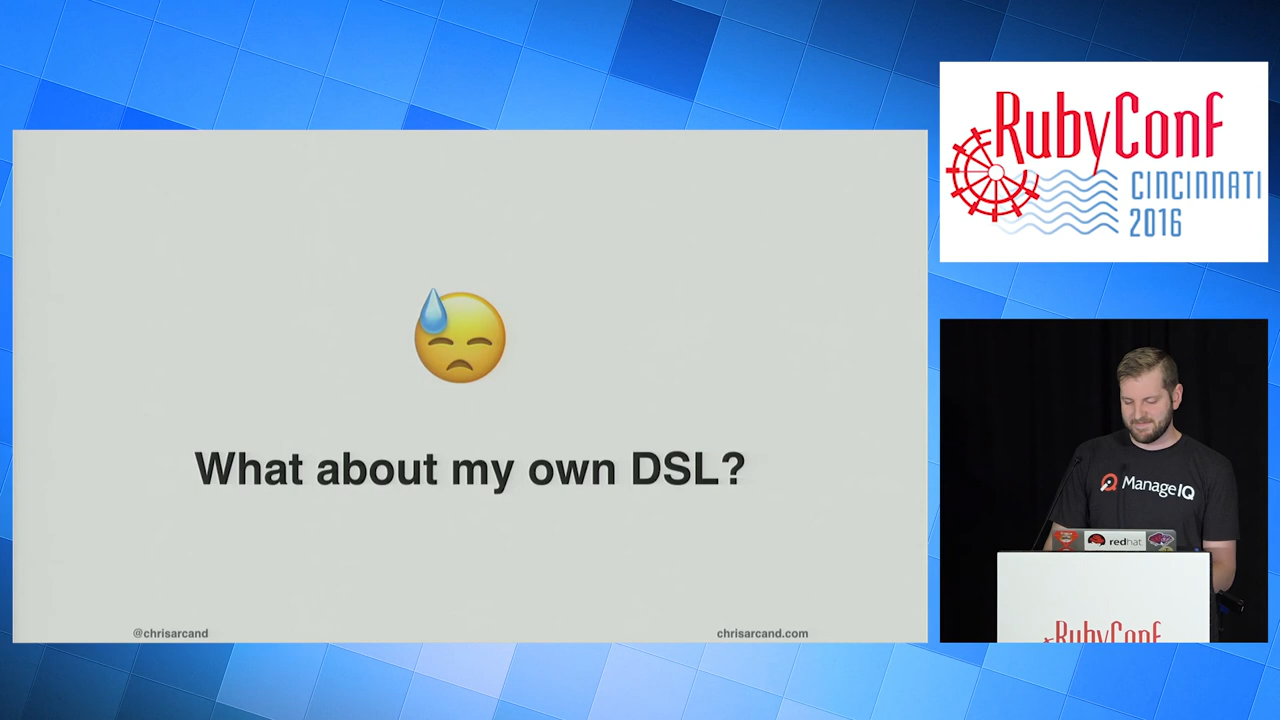 What about my own DSL?
@chrisarcand
chrisarcand.com
RubyConf
CINCINNATI
2016
ManageIQ
redhat
RubyConf